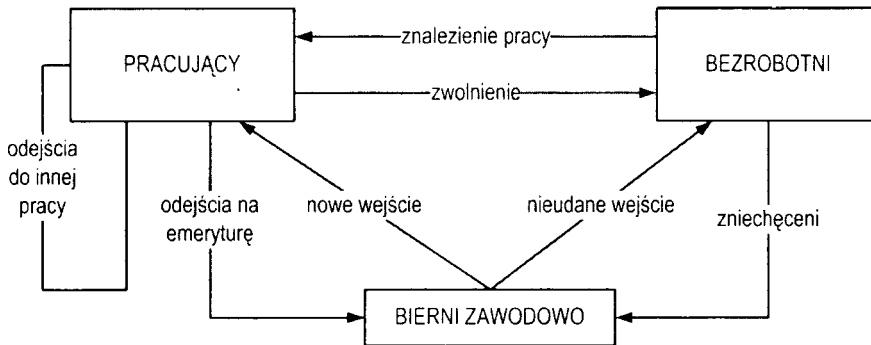 znalezienie pracy
PRACUJĄCY
BEZROBOTNI
zwolnienie
odejścia
do innej
pracy
odejścia na
emeryturę
nowe wejście
nieudane wejście
zniechęceni
BIERNI ZAWODOWO